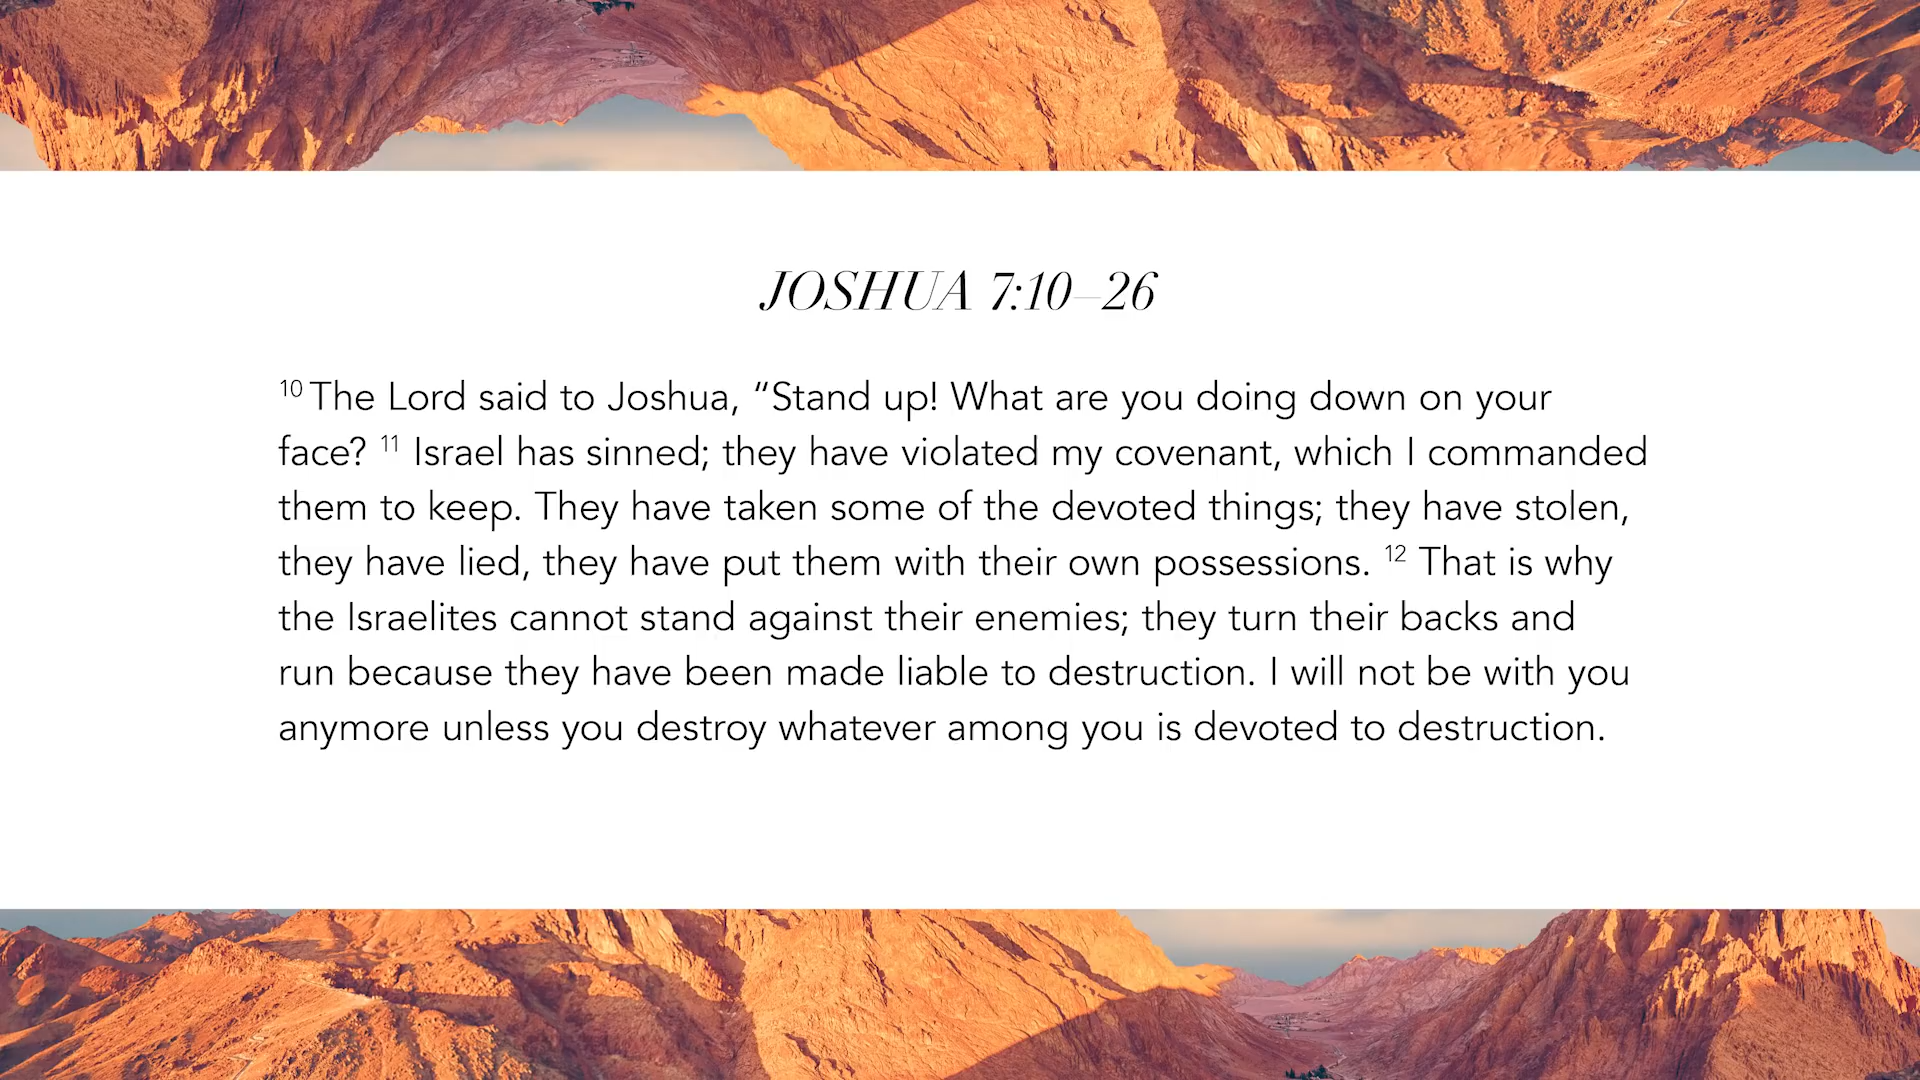 JOSHUA 7:10–26
10 The Lord said to Joshua, “Stand up! What are you doing down on your
face? 11 Israel has sinned; they have violated my covenant, which I commanded
them to keep. They have taken some of the devoted things; they have stolen,
they have lied, they have put them with their own possessions. 12 That is why
the Israelites cannot stand against their enemies; they turn their backs and
run because they have been made liable to destruction. I will not be with you
anymore unless you destroy whatever among you is devoted to destruction.